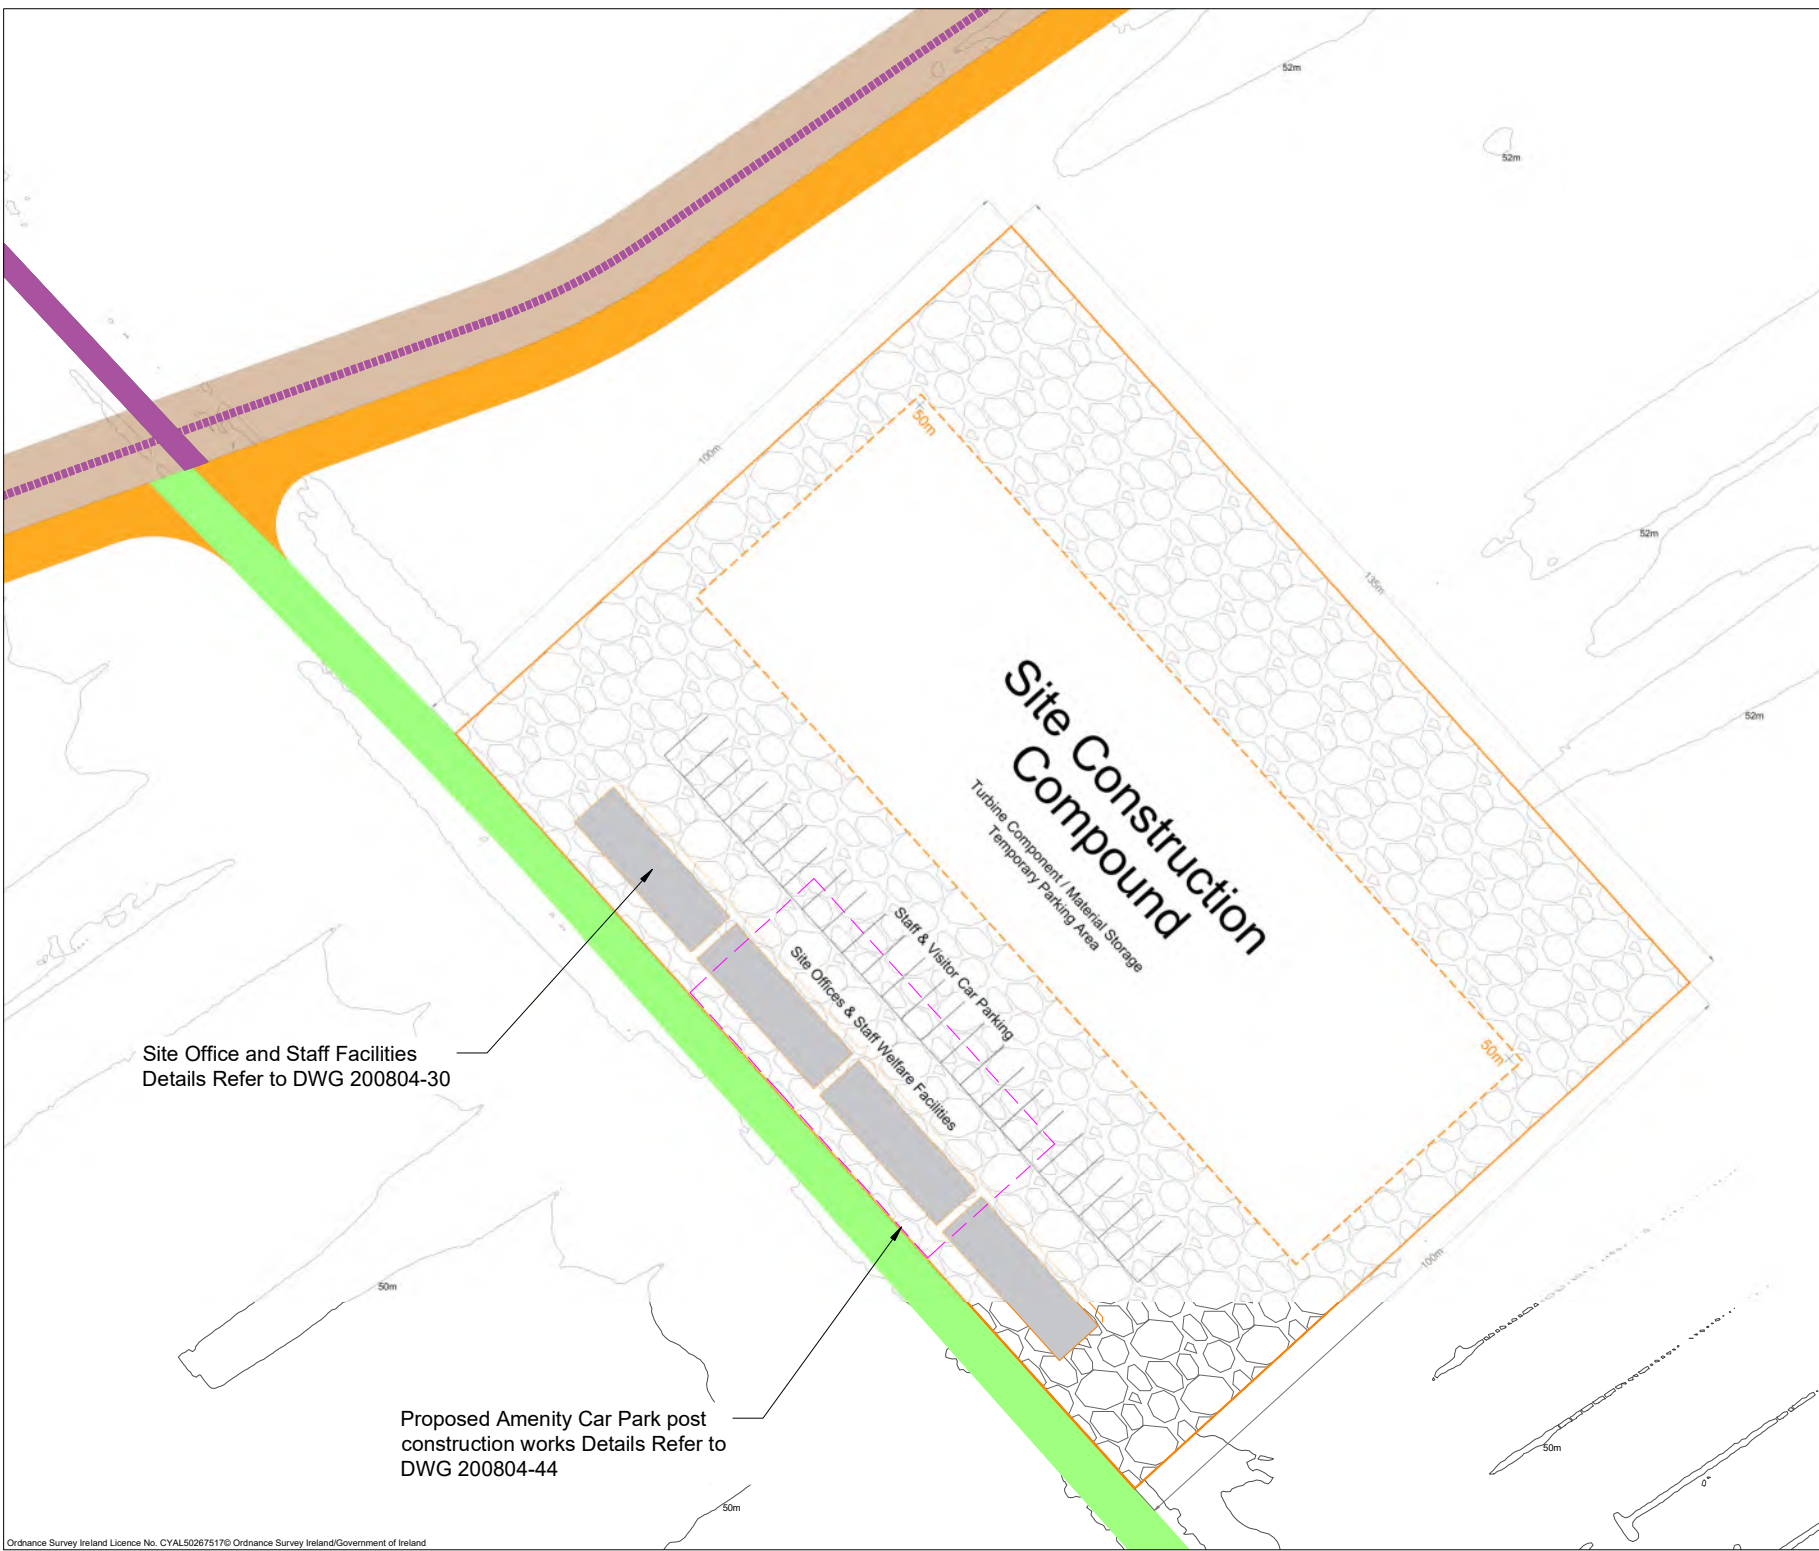 52m
52m
100m
50m
135m
52m
52m
Site Construction
Compound
Turbine Component / Material Storage
Temporary Parking Area
Staff & Visitor Car Parking
Site Offices & Staff Welfare Facilities
50m
Site Office and Staff Facilities
Details Refer to DWG 200804-30
100m
50m
Proposed Amenity Car Park post
construction works Details Refer to
DWG 200804-44
50m
50m
Ordnance Survey Ireland Licence No. CYAL50267517© Ordnance Survey Ireland/Government of Ireland